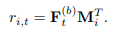 r_{i,t} = \mathbf{F}_t^{(b)} \mathbf{M}_i^T.